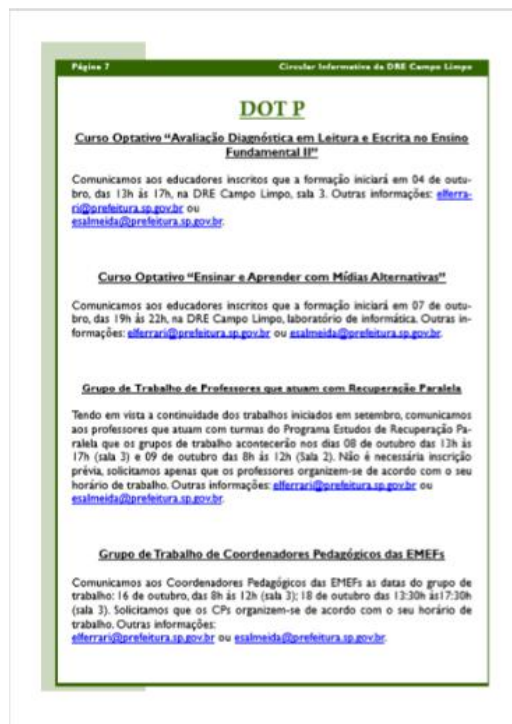 Página 7 Circular Informativa da DRE Campo Limpo
DOT P
Curso Optativo “Avaliação Diagnóstica em Leitura e Escrita no Ensino
Fundamental II”
Comunicamos aos educadores inscritos que a formação iniciará em 04 de outu-
bro, das 13h ás 17h, na DRE Campo Limpo, sala 3. Outras informações: elferra-
ri@prefeitura.sp.gov.br ou
esalmeida@prefeitura.sp.gov.br.
Curso Optativo “Ensinar e Aprender com Mídias Alternativas”
Comunicamos aos educadores inscritos que a formação iniciará em 07 de outu-
bro, das 19h ás 22h, na DRE Campo Limpo, laboratório de informática. Outras in-
formações: elferrari@prefeitura.sp.gov.br ou esalmeida@prefeitura.sp.gov.br.
Grupo de Trabalho de Professores que atuam com Recuperação Paralela
Tendo em vista a continuidade dos trabalhos iniciados em setembro, comunicamos
aos professores que atuam com turmas do Programa Estudos de Recuperação Pa-
ralela que os grupos de trabalho acontecerão nos dias 08 de outubro das 13h ás
17h (sala 3) e 09 de outubro das 8h ás 12h (Sala 2). Não é necessária inscrição
prévia, solicitamos apenas que os professores organizem-se de acordo com o seu
horário de trabalho. Outras informações: elferrari@prefeitura.sp.gov.br ou
esalmeida@prefeitura.sp.gov.br.
Grupo de Trabalho de Coordenadores Pedagógicos das EMEFs
Comunicamos aos Coordenadores Pedagógicos das EMEFs as datas do grupo de
trabalho: 16 de outubro, das 8h ás 12h (sala 3); 18 de outubro das 13:30h ás17:30h
(sala 3). Solicitamos que os CPs organizem-se de acordo com o seu horário de
trabalho. Outras informações:
elferrari@prefeitura.sp.gov.br ou esalmeida@prefeitura.sp.gov.br.